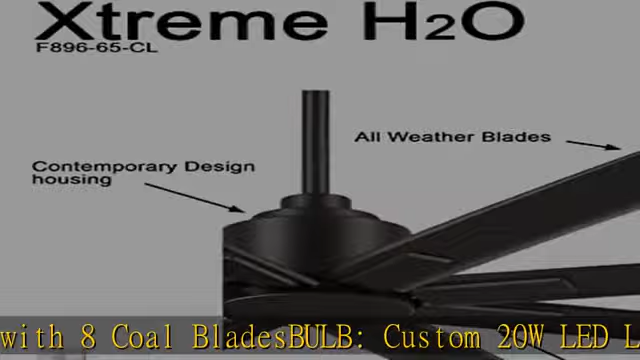 Xtreme H2O
F896-65-CL
All Weather Blades
Contemporary Design
housing
with 8 Coal BladesBULB: Custom 20W LED L